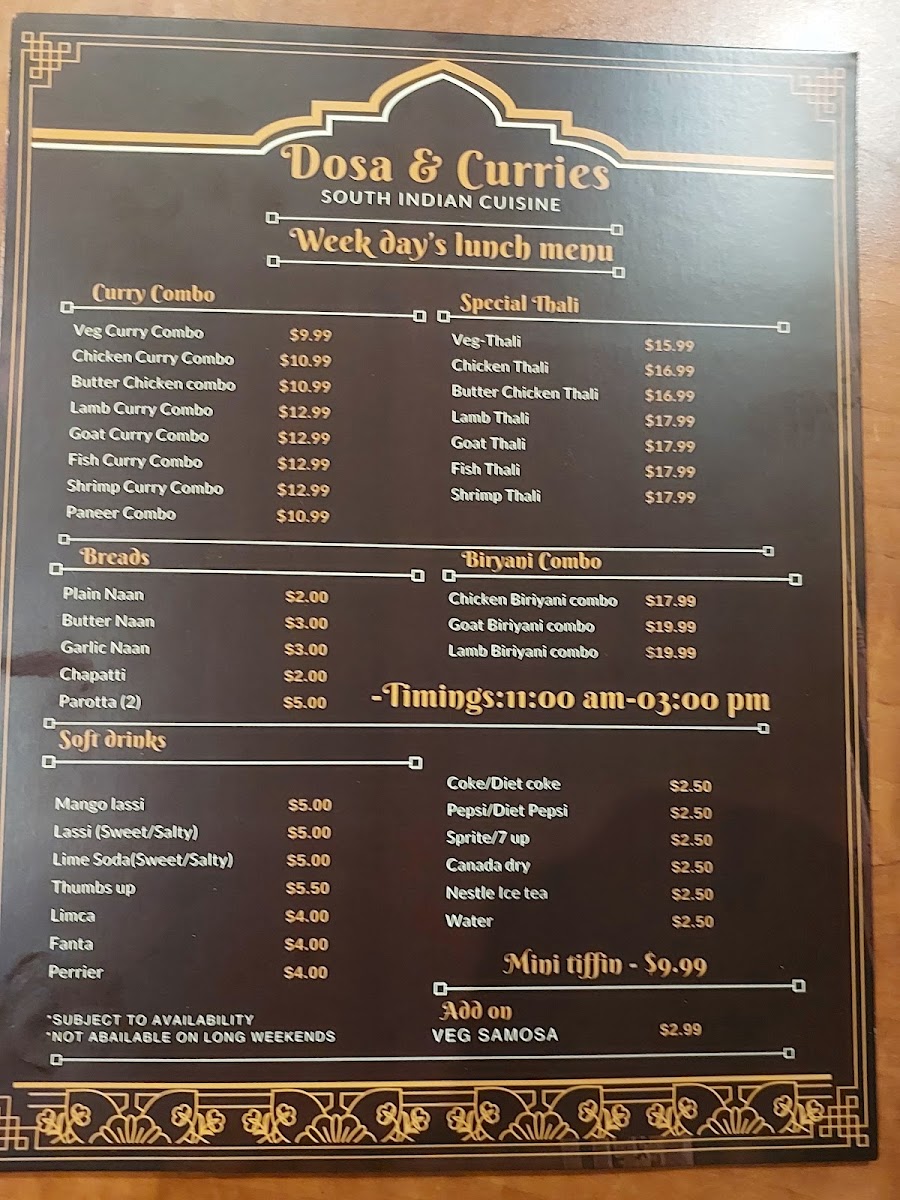 Dosa & Curries
SOUTH INDIAN CUISINE
Week day's lunch menu
Curry Combo
Veg Curry Combo $9.99
Chicken Curry Combo $10.99
Butter Chicken combo $10.99
Lamb Curry Combo $12.99
Goat Curry Combo $12.99
Fish Curry Combo $12.99
Shrimp Curry Combo $12.99
Paneer Combo $10.99
Special Thali
Veg-Thali $15.99
Chicken Thali $16.99
Butter Chicken Thali $16.99
Lamb Thali $17.99
Goat Thali $17.99
Fish Thali $17.99
Shrimp Thali $17.99
Breads
Plain Naan $2.00
Butter Naan $3.00
Garlic Naan $3.00
Chapatti $2.00
Parotta (2) $5.00
Biryani Combo
Chicken Biriyani combo $17.99
Goat Biriyani combo $19.99
Lamb Biriyani combo $19.99
-Timings:11:00 am-03:00 pm
Soft drinks
Mango lassi $5.00
Lassi (Sweet/Salty) $5.00
Lime Soda(Sweet/Salty) $5.00
Thumbs up $5.50
Limca $4.00
Fanta $4.00
Perrier $4.00
Coke/Diet coke $2.50
Pepsi/Diet Pepsi $2.50
Sprite/7 up $2.50
Canada dry $2.50
Nestle Ice tea $2.50
Water $2.50
Mini tiffin - $9.99
Add on
VEG SAMOSA $2.99
*SUBJECT TO AVAILABILITY
*NOT ABAILABLE ON LONG WEEKENDS